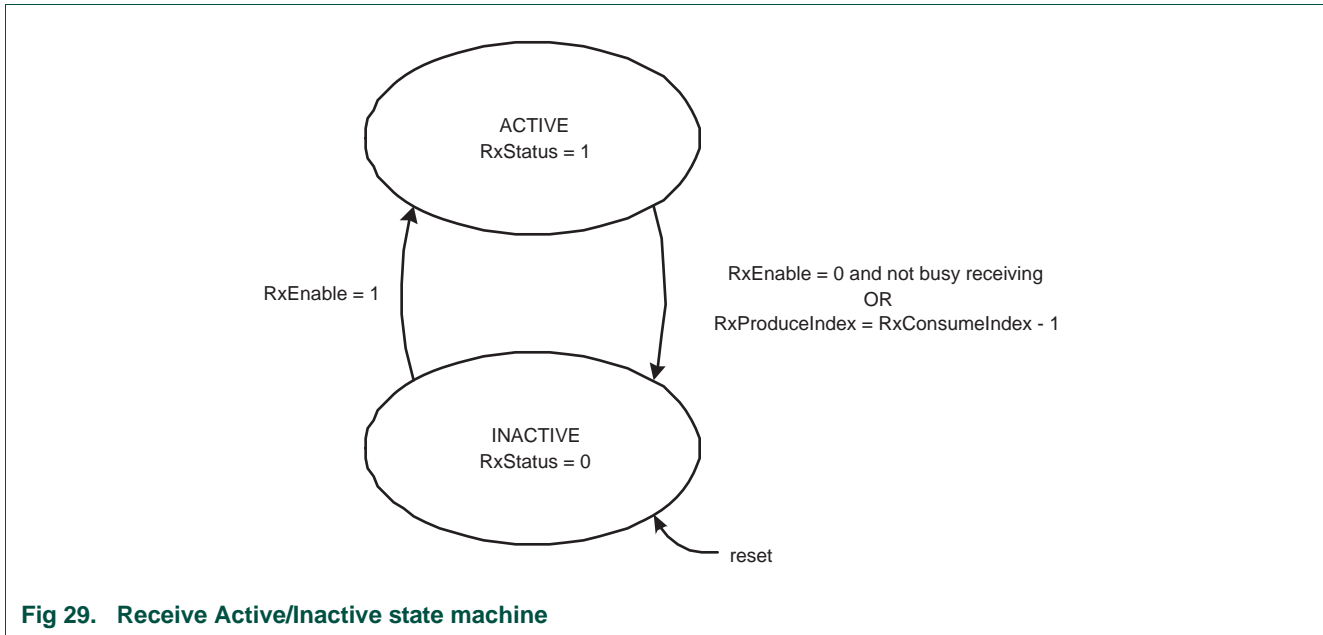 ACTIVE
RxStatus = 1
RxEnable = 1
RxEnable = 0 and not busy receiving
OR
RxProduceIndex = RxConsumeIndex - 1
INACTIVE
RxStatus = 0
reset
Fig 29. Receive Active/Inactive state machine